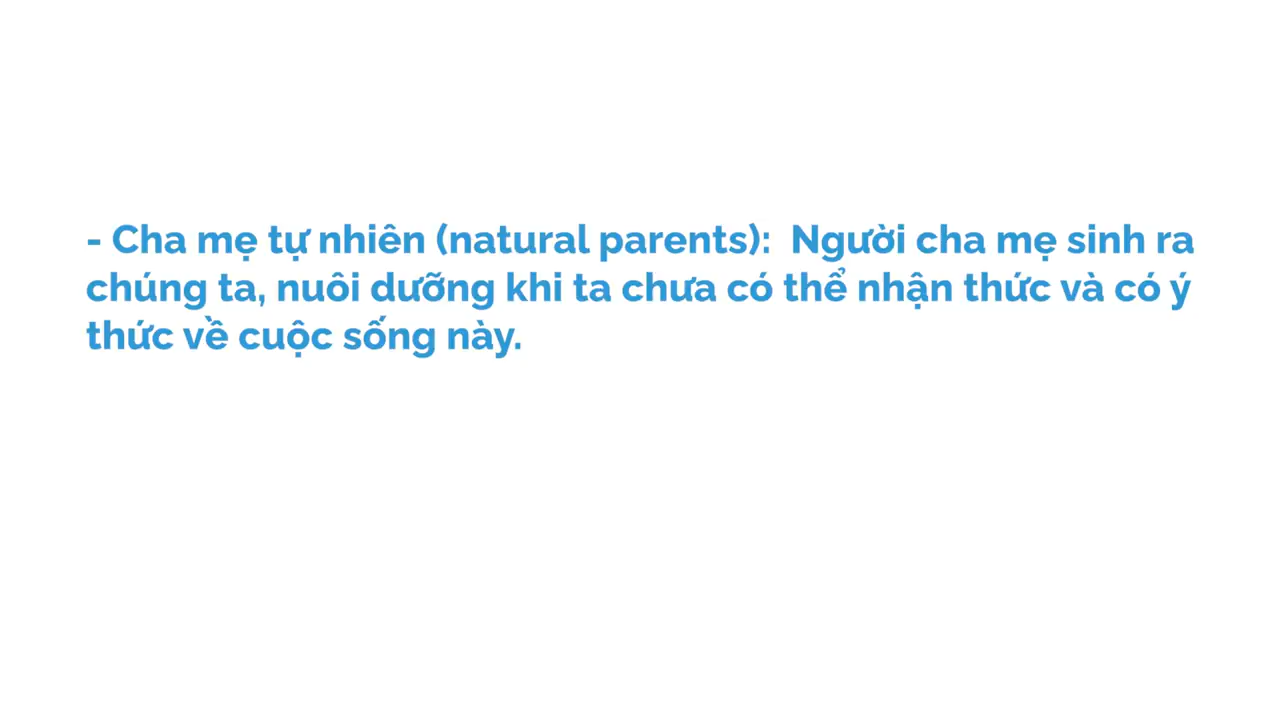 - Cha mẹ tự nhiên (natural parents):  Người cha mẹ sinh ra
chúng ta, nuôi dưỡng khi ta chưa có thể nhận thức và có ý
thức về cuộc sống này.